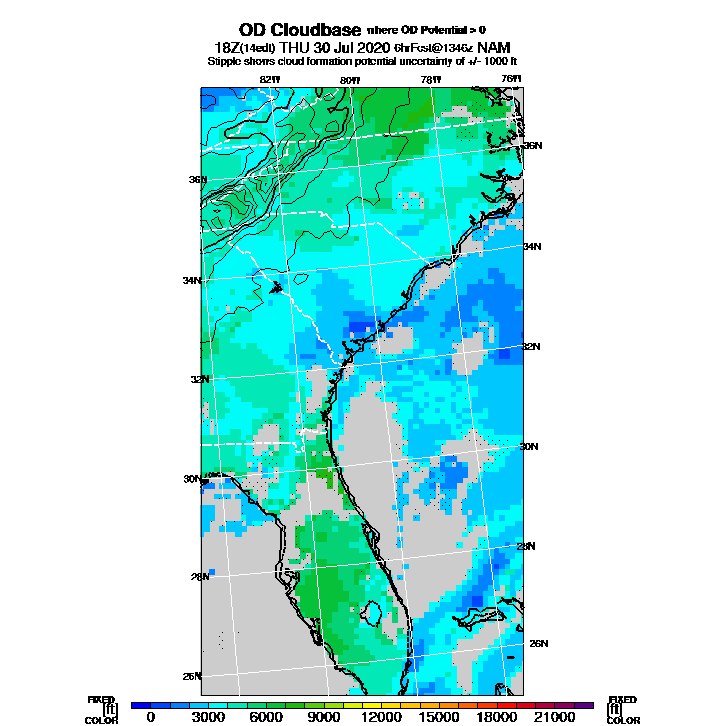 OD Cloudbase where OD Potential > 0
18Z(14edt) THU 30 Jul 2020 6hrFcst@1346z NAM
Stipple shows cloud formation potential uncertainty of +/- 1000 ft
82W 80W 78W 76W
36N
36N
34N
34N
32N
32N
30N
30N
28N
28N
26N
26N
FIXED FIXED
[ft] [ft]
COLOR COLOR
0 3000 6000 9000 12000 15000 18000 21000